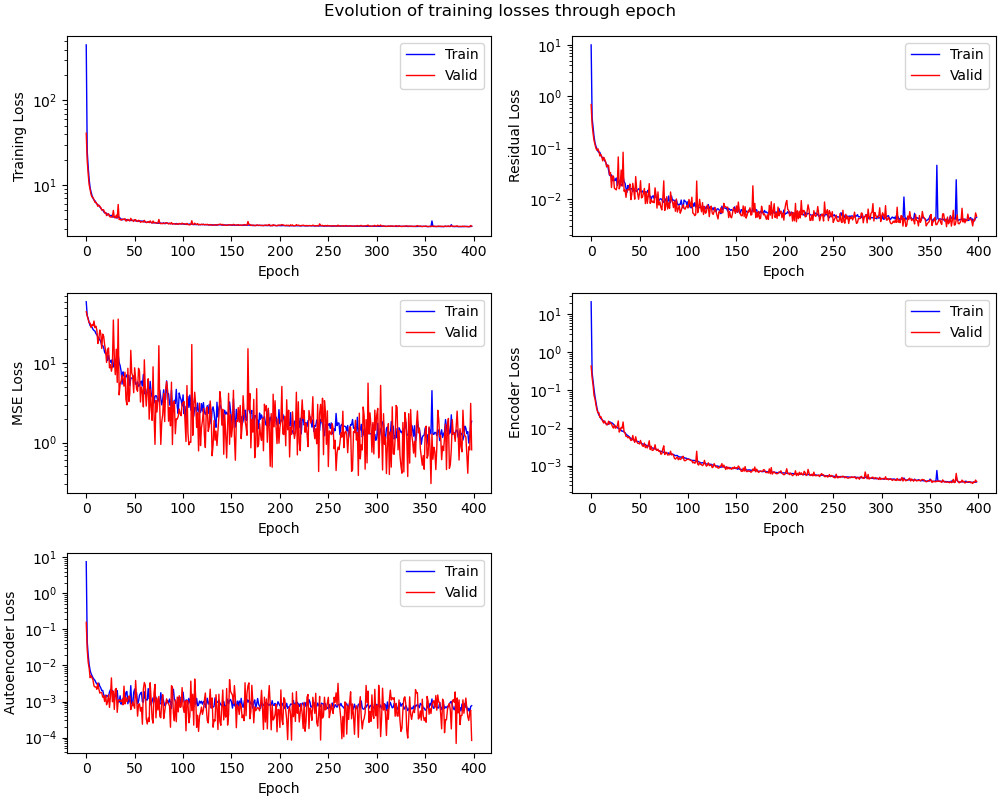 Evolution of training losses through epoch
Training Loss
10²
10¹
Train
Valid
0 50 100 150 200 250 300 350 400
Epoch
Residual Loss
10¹
10⁰
10⁻¹
10⁻²
Train
Valid
0 50 100 150 200 250 300 350 400
Epoch
MSE Loss
10¹
10⁰
Train
Valid
0 50 100 150 200 250 300 350 400
Epoch
Encoder Loss
10¹
10⁰
10⁻¹
10⁻²
10⁻³
Train
Valid
0 50 100 150 200 250 300 350 400
Epoch
Autoencoder Loss
10¹
10⁰
10⁻¹
10⁻²
10⁻³
10⁻⁴
Train
Valid
0 50 100 150 200 250 300 350 400
Epoch